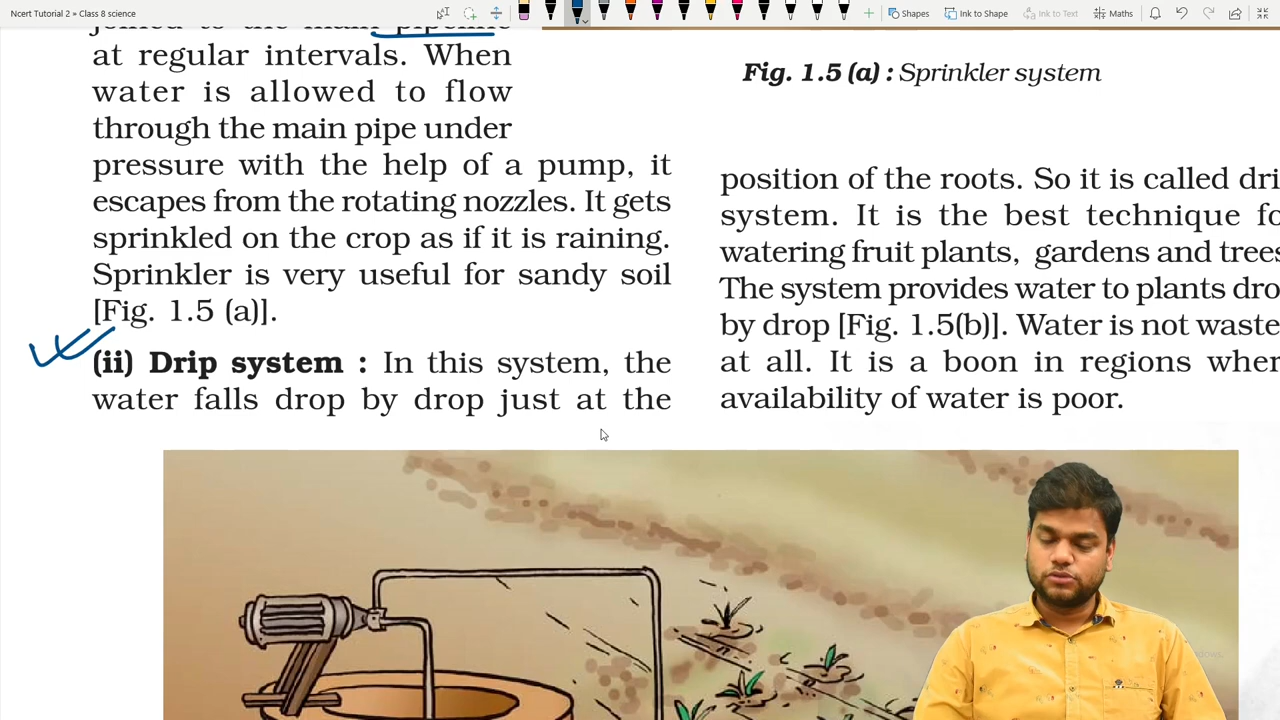 Ncert Tutorial 2 » Class 8 science
Shapes
Ink to Shape
Ink to Text
Maths
joined to the main pipeline
at regular intervals. When
water is allowed to flow
through the main pipe under
pressure with the help of a pump, it
escapes from the rotating nozzles. It gets
sprinkled on the crop as if it is raining.
Sprinkler is very useful for sandy soil
[Fig. 1.5 (a)].
(ii) Drip system : In this system, the
water falls drop by drop just at the
Fig. 1.5 (a) : Sprinkler system
position of the roots. So it is called dri
system. It is the best technique fo
watering fruit plants, gardens and trees
The system provides water to plants dro
by drop [Fig. 1.5(b)]. Water is not waste
at all. It is a boon in regions wher
availability of water is poor.